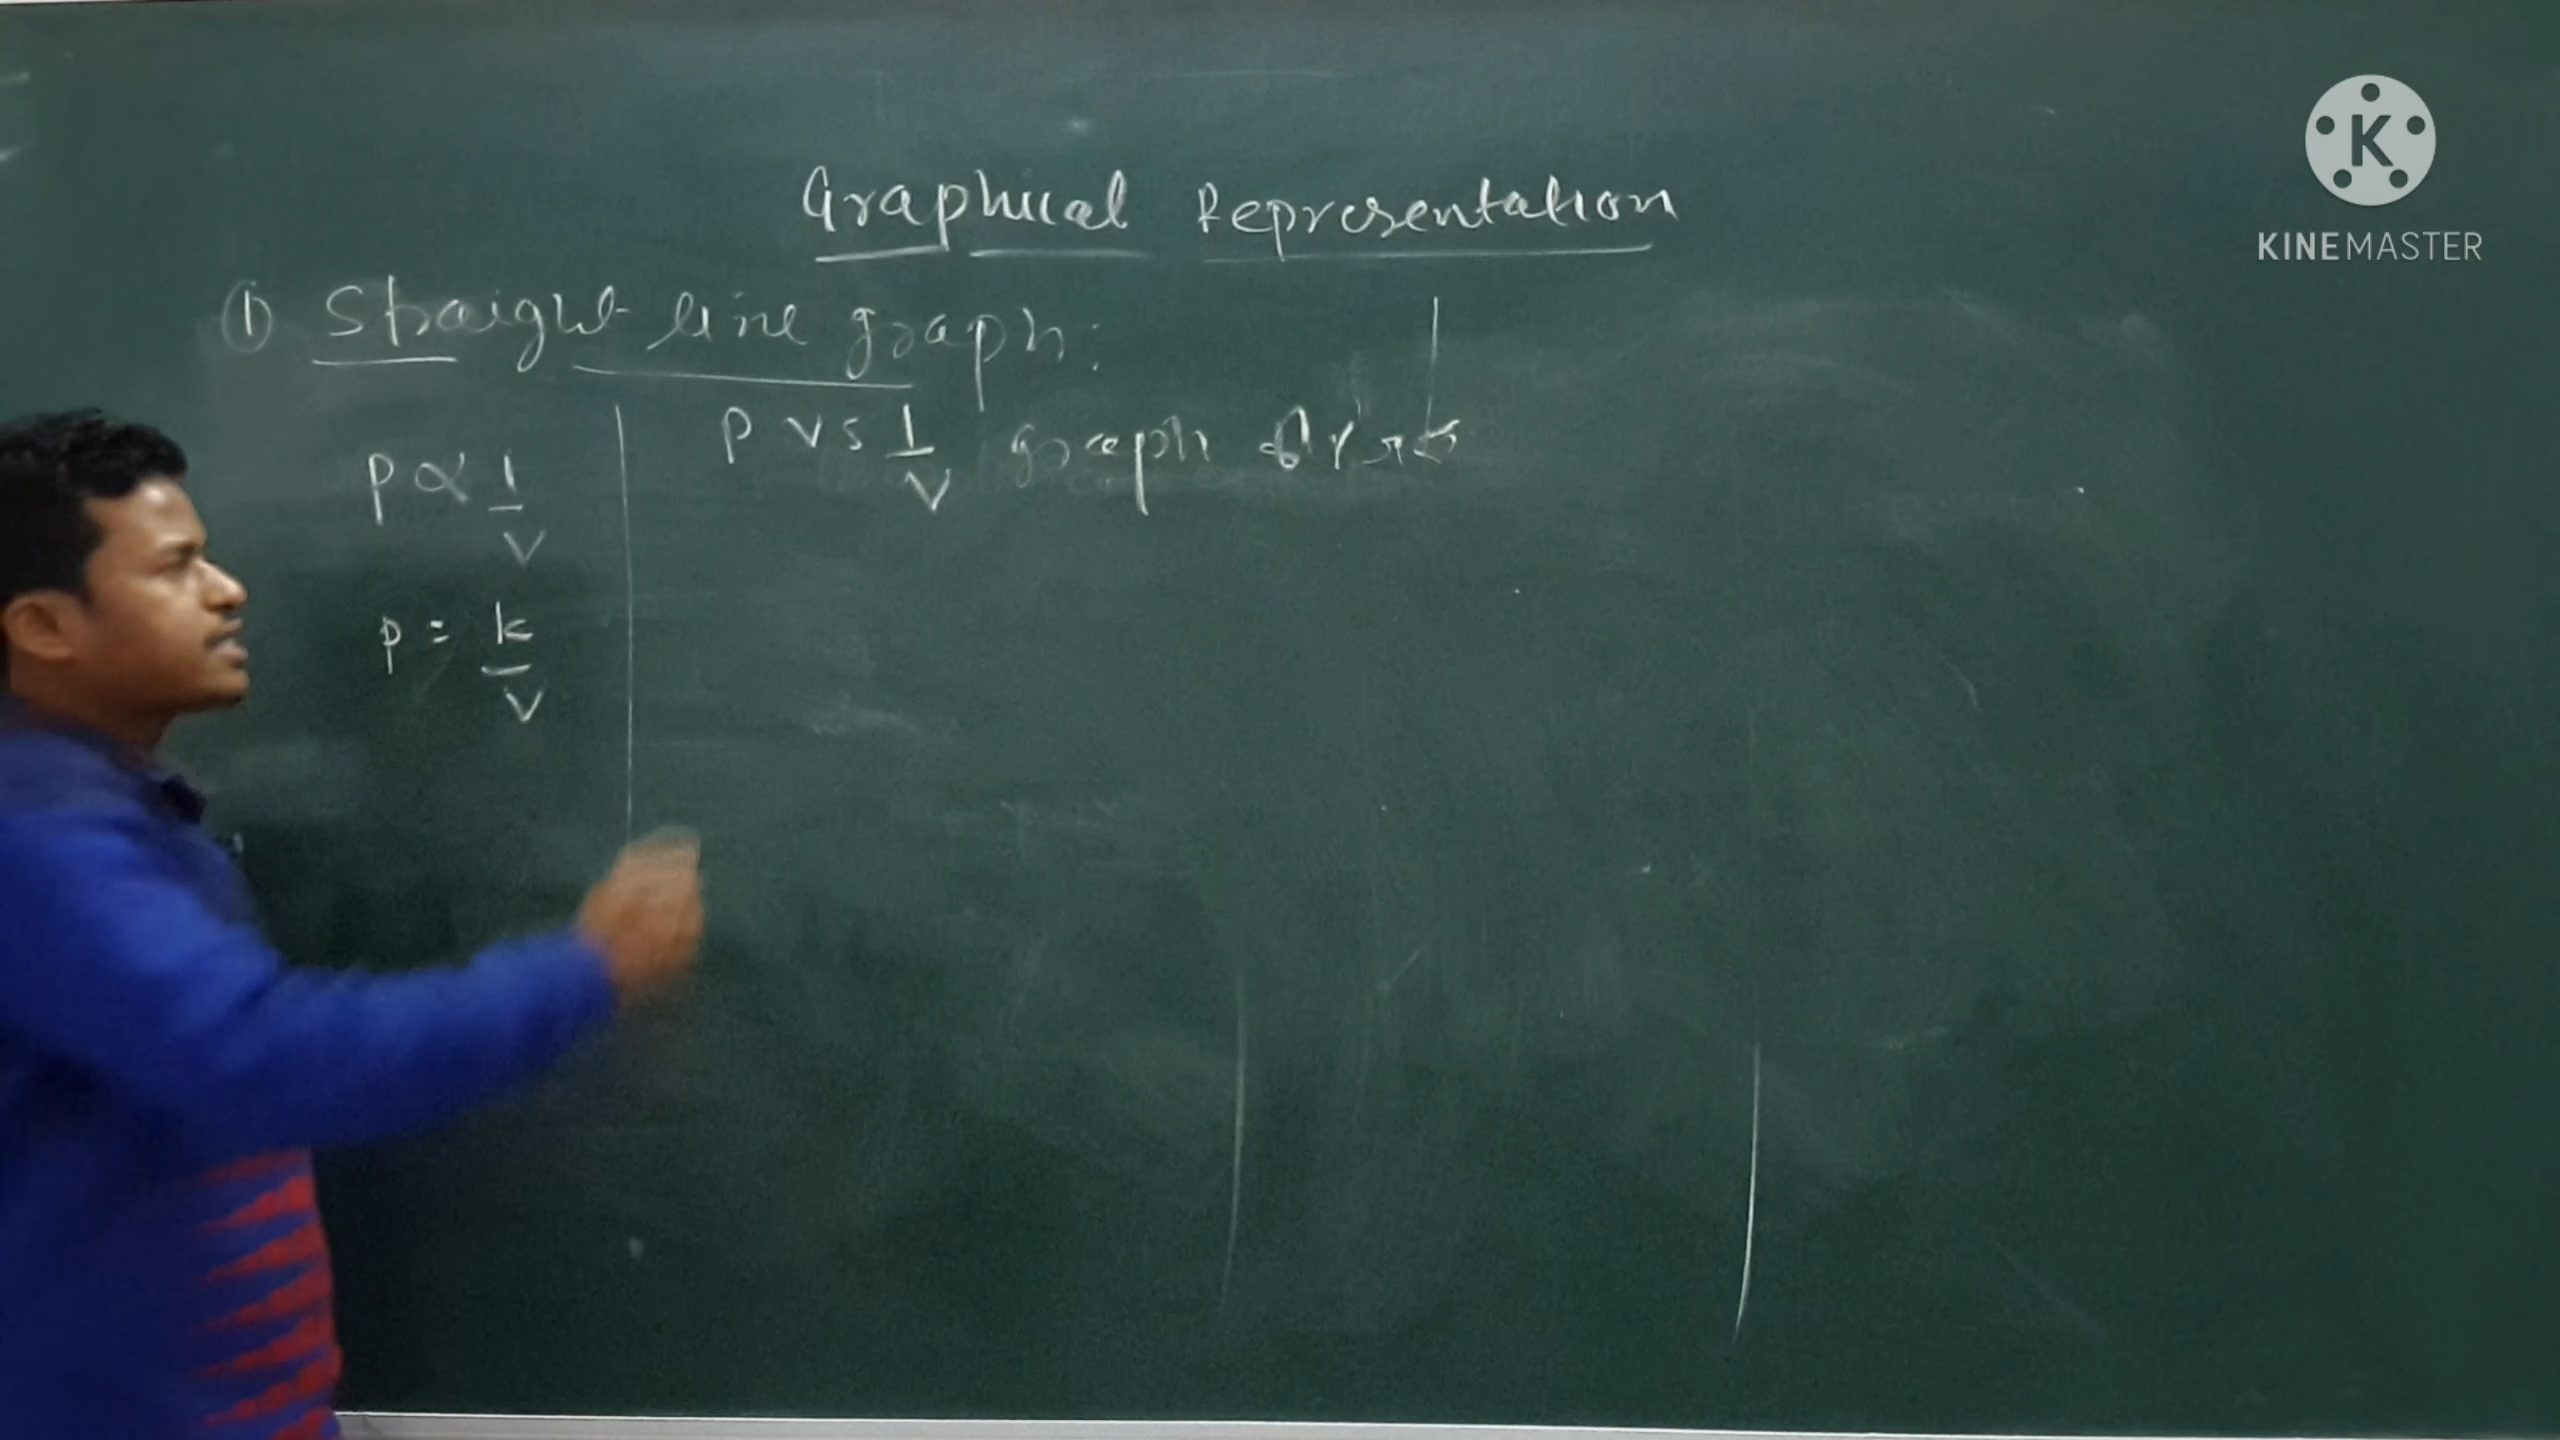 Graphical Representation
① Straight line graph:
P ∝ 1/V
P = k/V
P vs 1/V graph
K
KINEMASTER